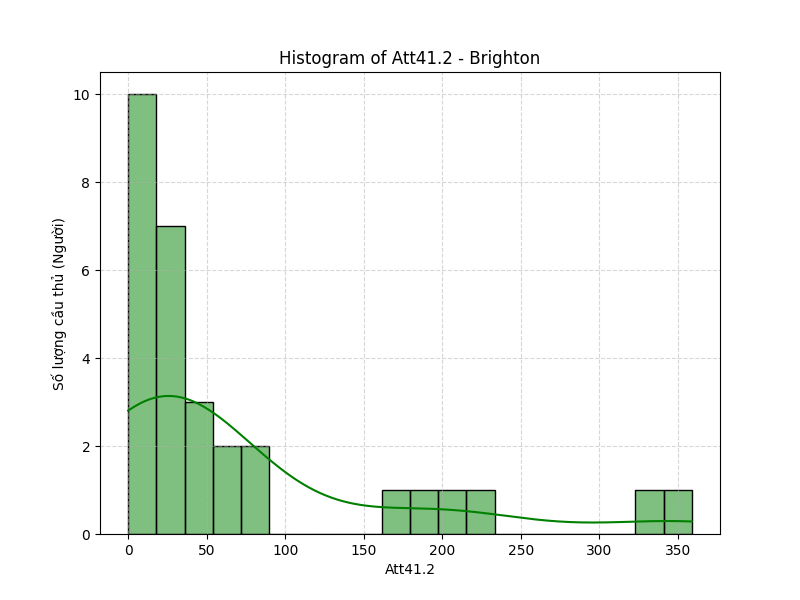 Histogram of Att41.2 - Brighton
Số lượng cầu thủ (Người)
10
8
6
4
2
0
0 50 100 150 200 250 300 350
Att41.2